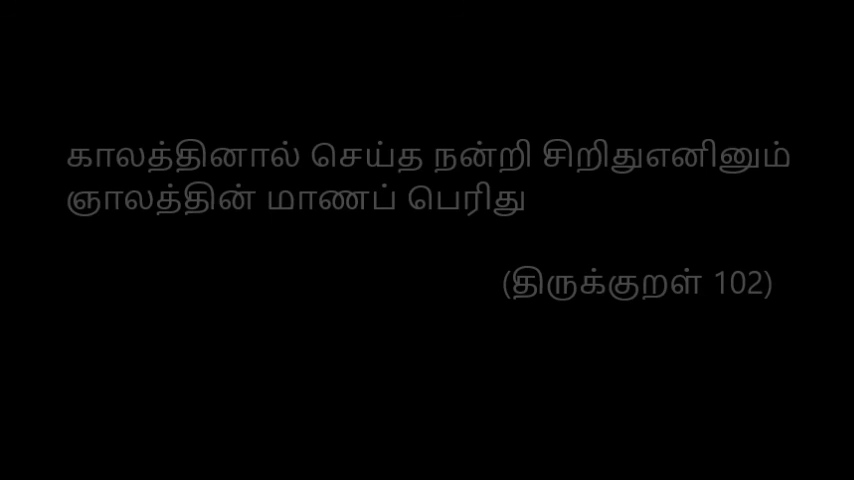 காலத்தினால் செய்த நன்றி சிறிதுஎனினும்
ஞாலத்தின் மாணப் பெரிது
(திருக்குறள் 102)